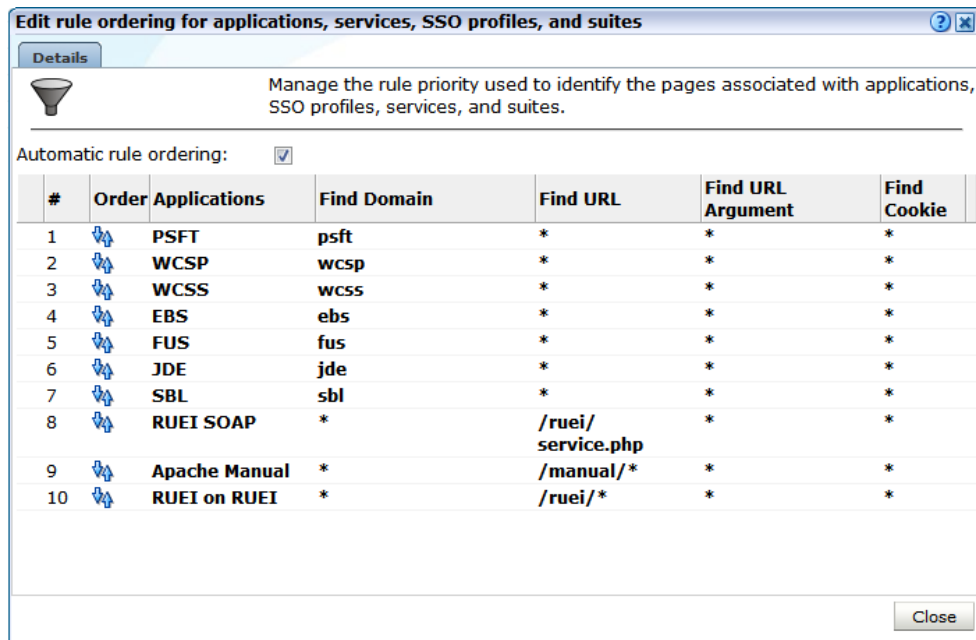 Edit rule ordering for applications, services, SSO profiles, and suites
Details
Manage the rule priority used to identify the pages associated with applications,
SSO profiles, services, and suites.
Automatic rule ordering:
# Order Applications Find Domain Find URL Find URL Argument Find Cookie
1 PSFT psft * * *
2 WCSP wcsp * * *
3 WCSS wcss * * *
4 EBS ebs * * *
5 FUS fus * * *
6 JDE jde * * *
7 SBL sbl * * *
8 RUEI SOAP * /ruei/ * *
service.php
9 Apache Manual * /manual/* * *
10 RUEI on RUEI * /ruei/* * *
Close